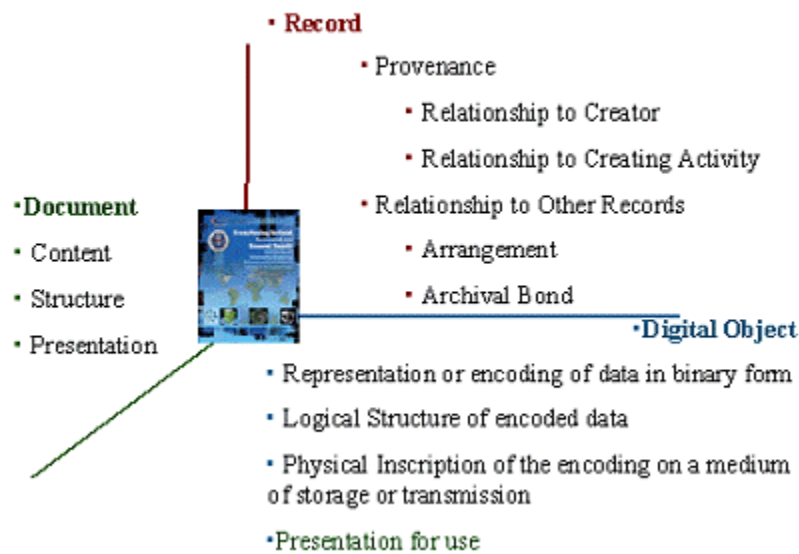 ▪ Record
▪ Provenance
▪ Relationship to Creator
▪ Relationship to Creating Activity
▪ Relationship to Other Records
▪ Arrangement
▪ Archival Bond
▪Document
▪ Content
▪ Structure
▪ Presentation
▪Digital Object
▪ Representation or encoding of data in binary form
▪ Logical Structure of encoded data
▪ Physical Inscription of the encoding on a medium
of storage or transmission
▪Presentation for use